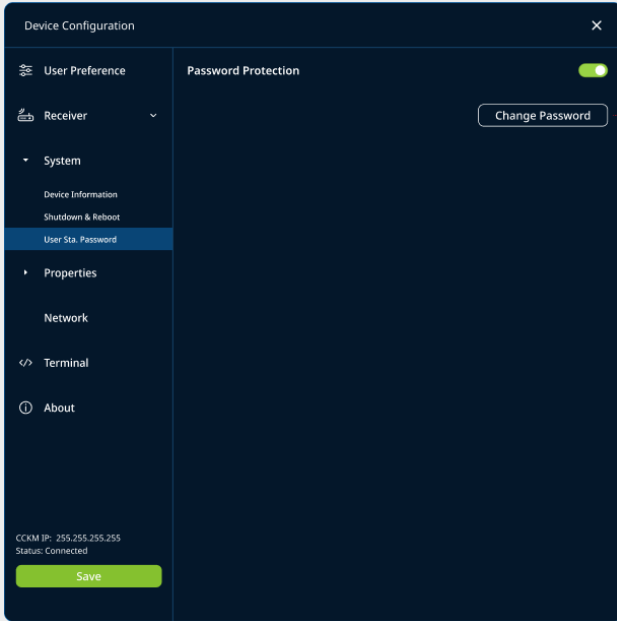 Device Configuration
User Preference
Receiver
System
Device Information
Shutdown & Reboot
User Sta. Password
Properties
Network
Terminal
About
CCKM IP: 255.255.255.255
Status: Connected
Save
Password Protection
Change Password